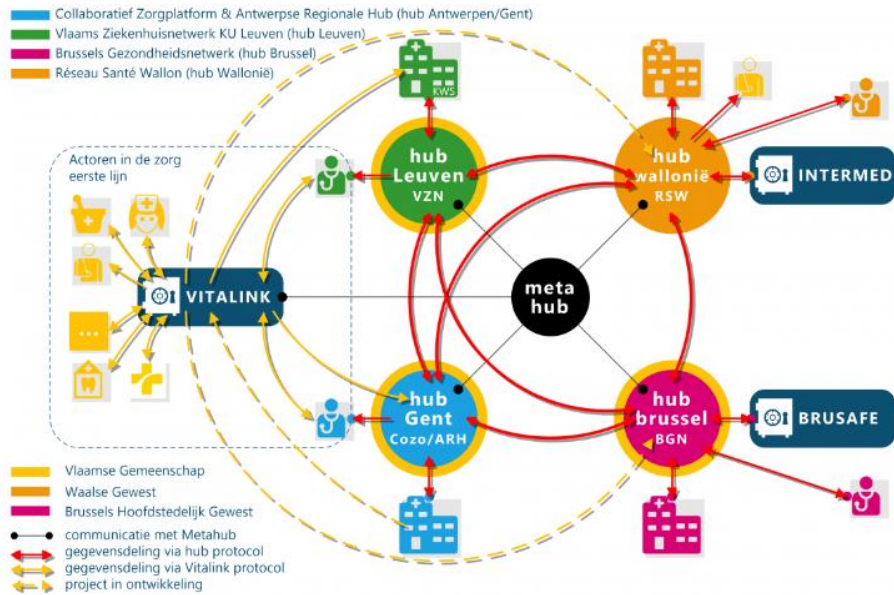 Collaboratief Zorgplatform & Antwerpse Regionale Hub (hub Antwerpen/Gent)
Vlaams Ziekenhuisnetwerk KU Leuven (hub Leuven)
Brussels Gezondheidsnetwerk (hub Brussel)
Réseau Santé Wallon (hub Wallonië)
KWS
Actoren in de zorg
eerste lijn
hub
Leuven
VZN
hub
wallonië
RSW
INTERMED
...
VITALINK
meta
hub
hub
Gent
Cozo/ARH
hub
brussel
BGN
BRUSAFE
Vlaamse Gemeenschap
Waalse Gewest
Brussels Hoofdstedelijk Gewest
communicatie met Metahub
gegevensdeling via hub protocol
gegevensdeling via Vitalink protocol
project in ontwikkeling